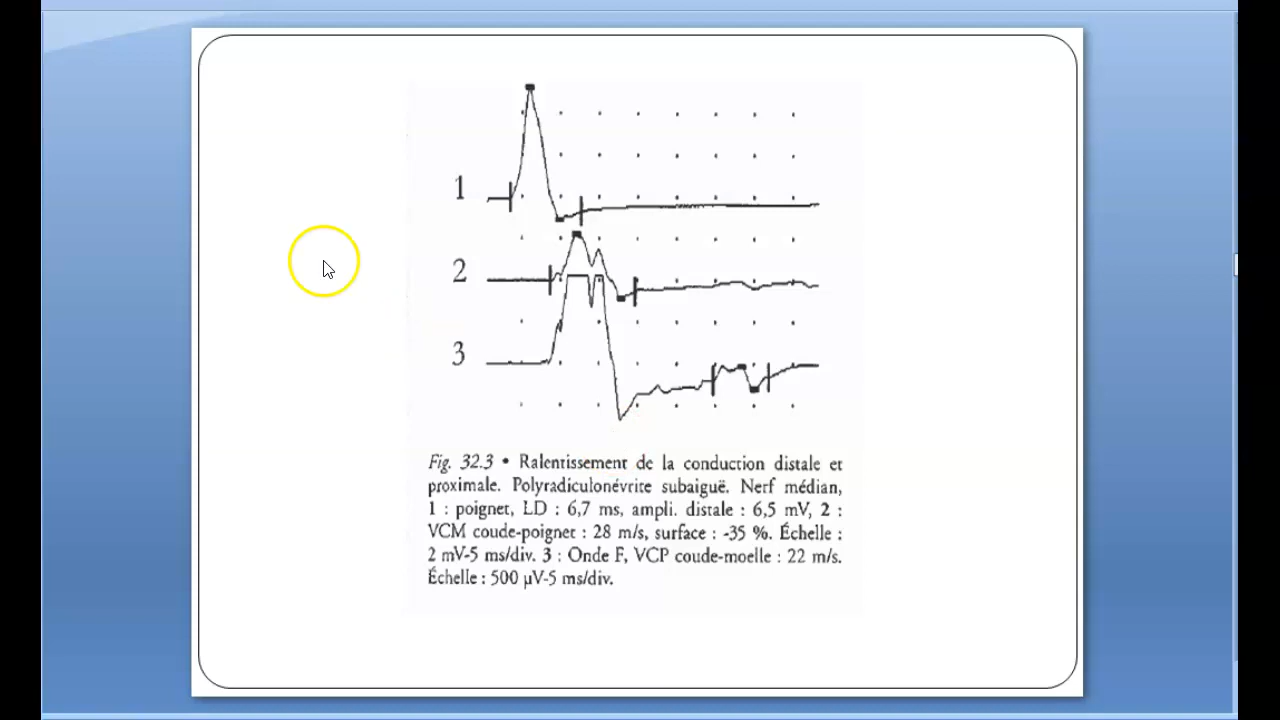 1
2
3
Fig. 32.3 • Ralentissement de la conduction distale et
proximale. Polyradiculonévrite subaiguë. Nerf médian,
1 : poignet, LD : 6,7 ms, ampli. distale : 6,5 mV, 2 :
VCM coude-poignet : 28 m/s, surface : -35 %. Échelle :
2 mV-5 ms/div. 3 : Onde F, VCP coude-moelle : 22 m/s.
Échelle : 500 µV-5 ms/div.